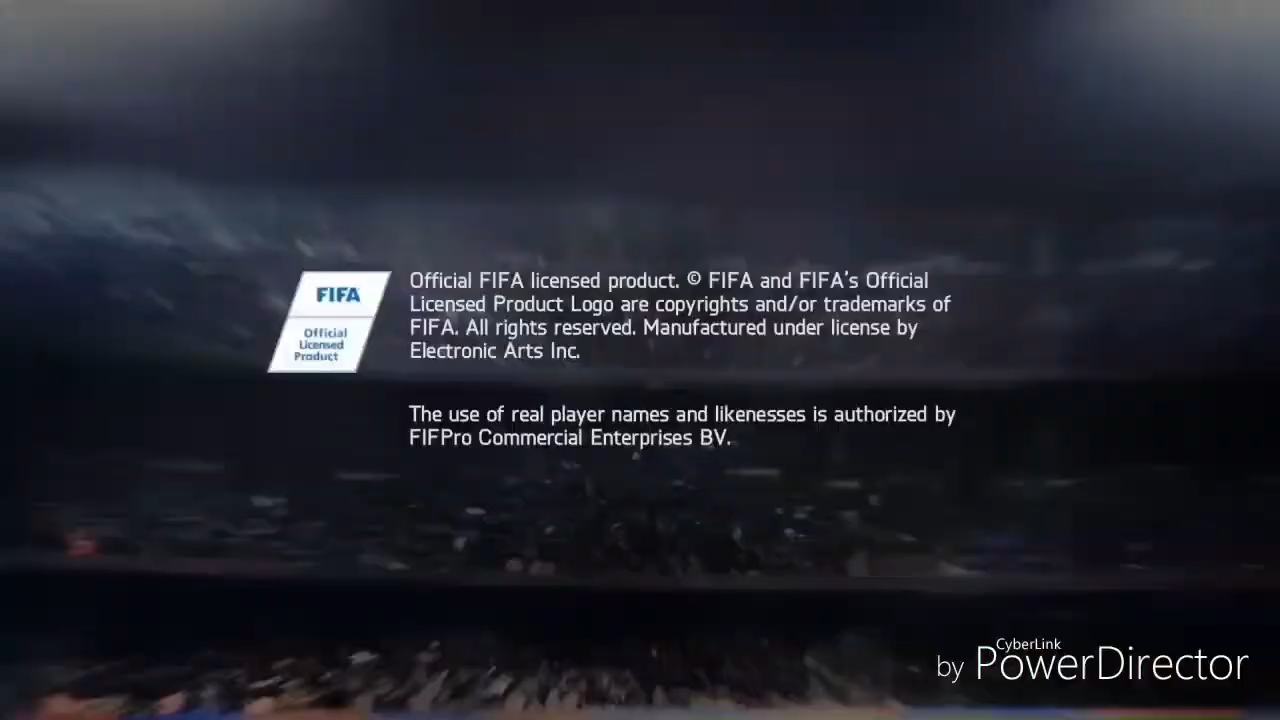 FIFA
Official
Licensed
Product
Official FIFA licensed product. © FIFA and FIFA's Official
Licensed Product Logo are copyrights and/or trademarks of
FIFA. All rights reserved. Manufactured under license by
Electronic Arts Inc.
The use of real player names and likenesses is authorized by
FIFPro Commercial Enterprises BV.
CyberLink
by PowerDirector